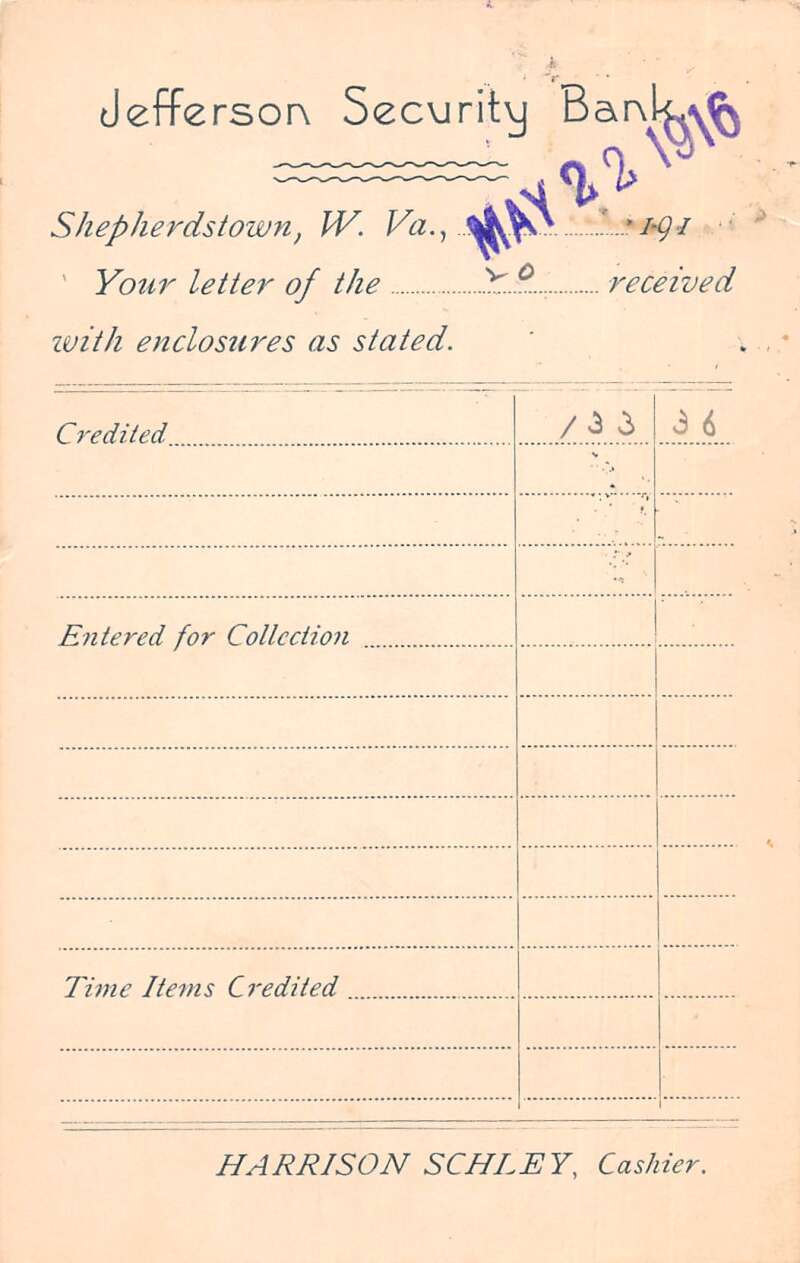 Jefferson Security Bank,
MAY 22 1916
Shepherdstown, W. Va., 191
Your letter of the 20 received
with enclosures as stated.
Credited 133 36
Entered for Collection
Time Items Credited
HARRISON SCHLEY, Cashier.